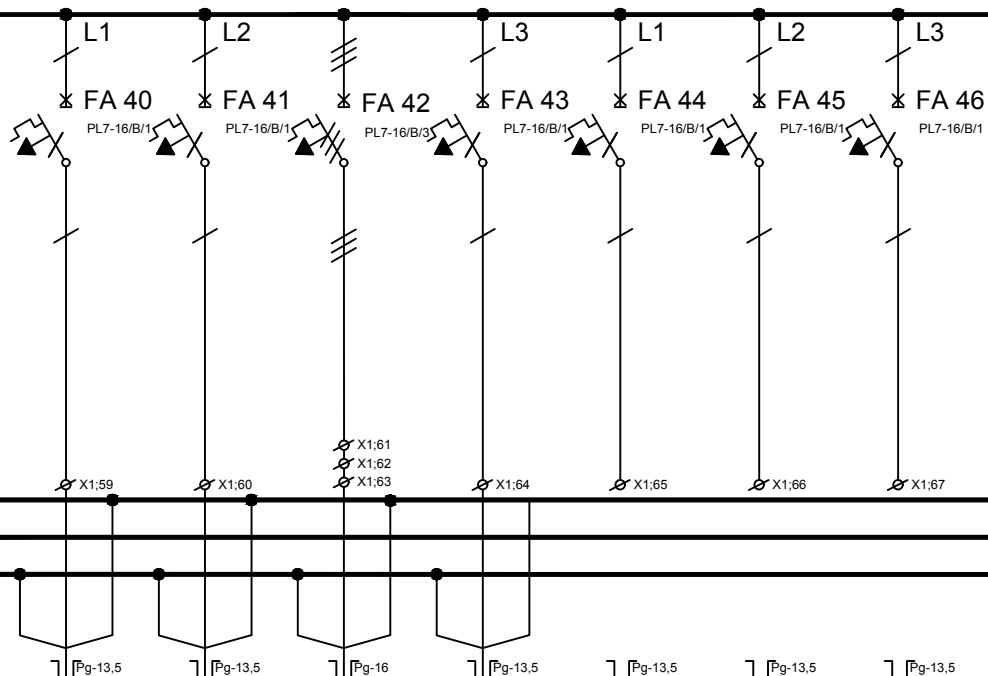 L1 L2 L3 L1 L2 L3
FA 40 FA 41 FA 42 FA 43 FA 44 FA 45 FA 46
PL7-16/B/1 PL7-16/B/1 PL7-16/B/3 PL7-16/B/1 PL7-16/B/1 PL7-16/B/1 PL7-16/B/1
X1;61
X1;62
X1;63
X1;59 X1;60 X1;64 X1;65 X1;66 X1;67
Pg-13,5 Pg-13,5 Pg-16 Pg-13,5 Pg-13,5 Pg-13,5 Pg-13,5